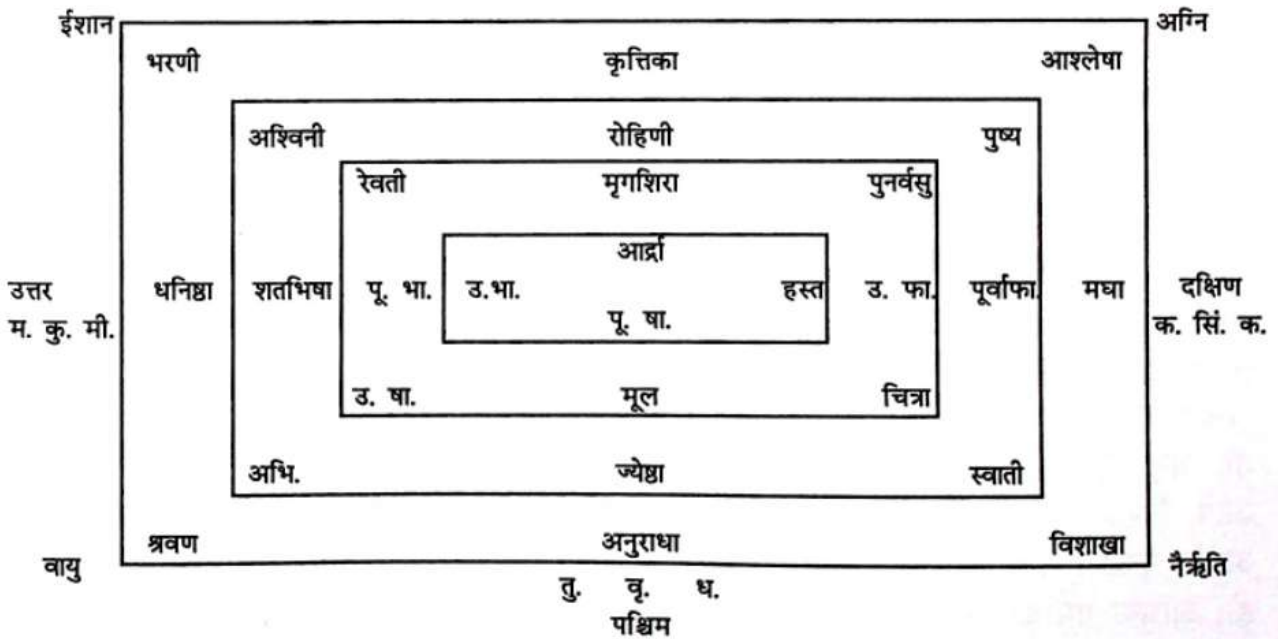 ईशान अग्नि
भरणी कृत्तिका आश्लेषा
अश्विनी रोहिणी पुष्य
रेवती मृगशिरा पुनर्वसु
आर्द्रा
उत्तर धनिष्ठा शतभिषा पू. भा. उ.भा. हस्त उ. फा. पूर्वाफा. मघा दक्षिण
म. कु. मी. पू. षा. क. सिं. क.
उ. षा. मूल चित्रा
अभि. ज्येष्ठा स्वाती
श्रवण अनुराधा विशाखा
वायु नैर्ऋति
तु. वृ. ध.
पश्चिम